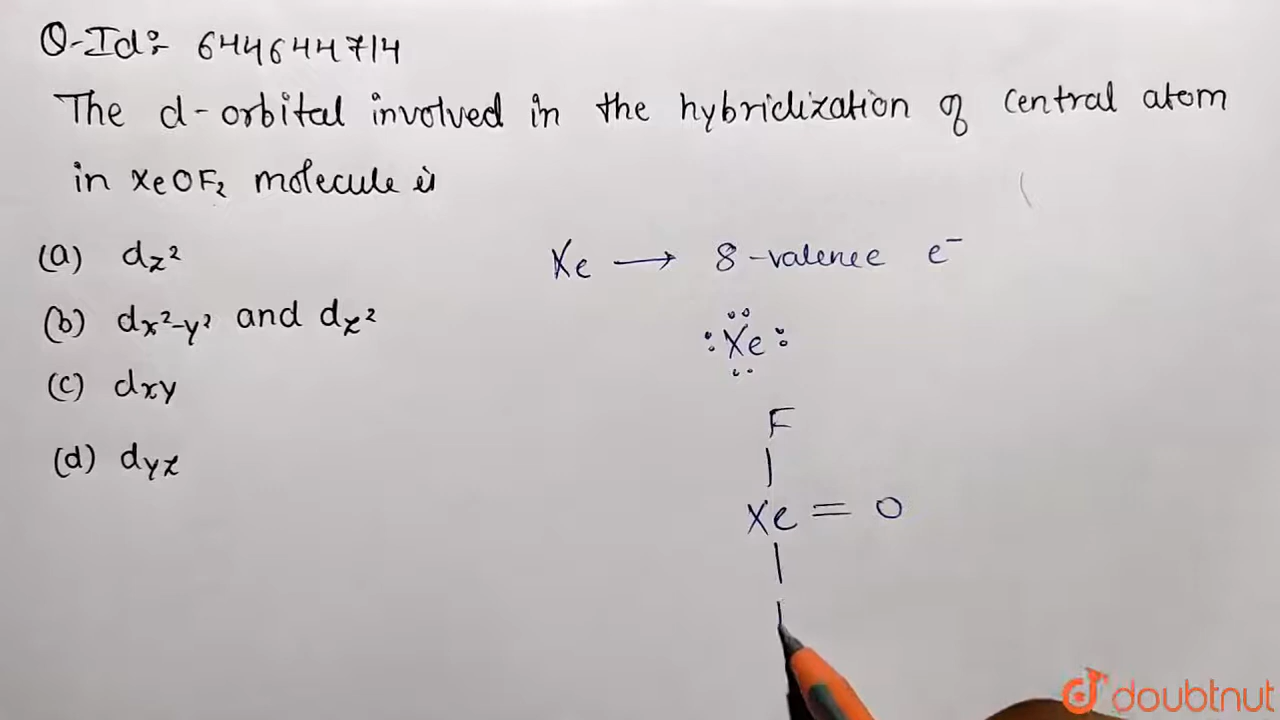 Q-Id:- 644644714
The d-orbital involved in the hybridization of central atom
in XeOF₂ molecule is
(a) dz²
(b) dx²-y² and dz²
(c) dxy
(d) dyz
Xe → 8-valence e⁻
Xe
F
|
Xe = O
|
doubtnut